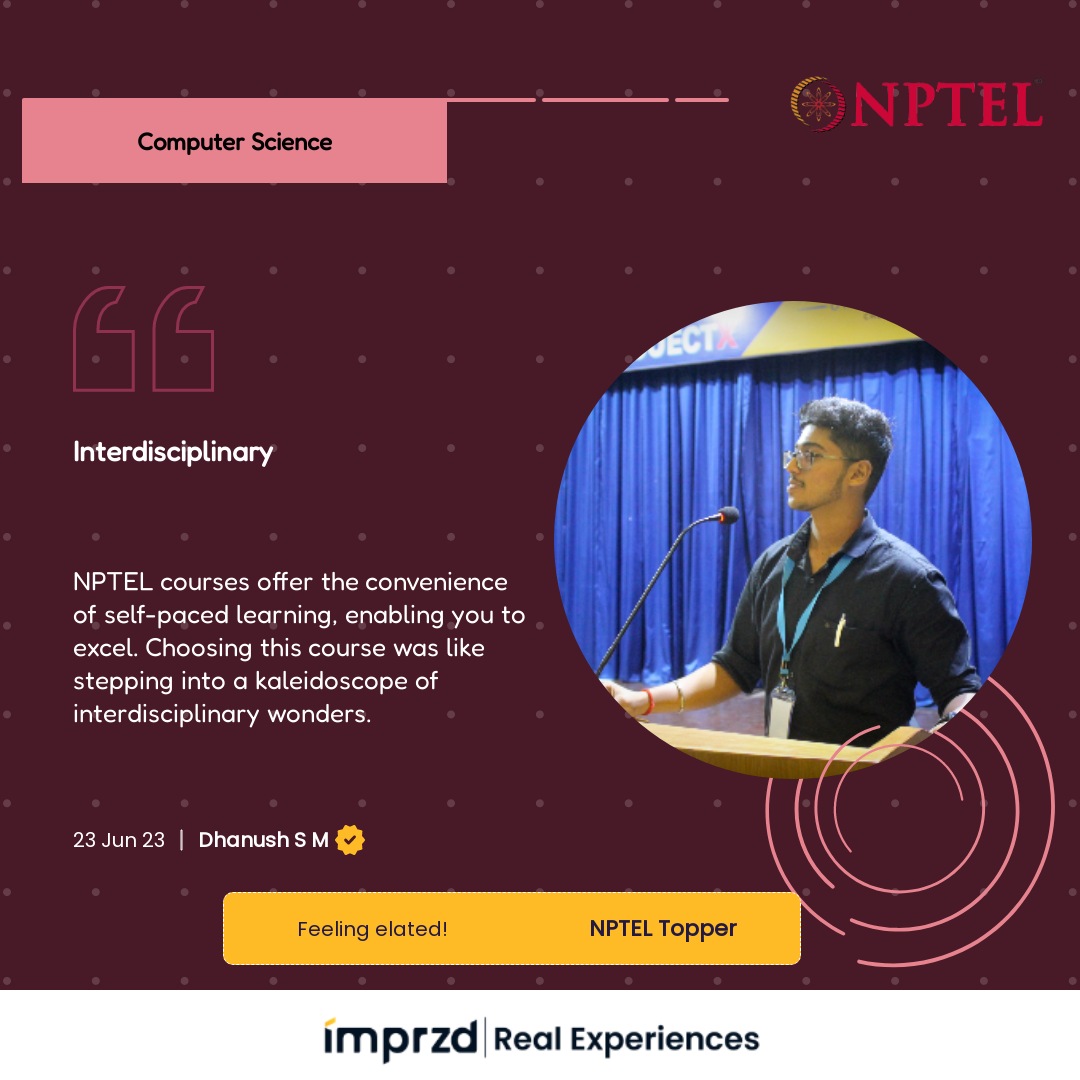 NPTEL
Computer Science
JECTX
Interdisciplinary
NPTEL courses offer the convenience
of self-paced learning, enabling you to
excel. Choosing this course was like
stepping into a kaleidoscope of
interdisciplinary wonders.
23 Jun 23 | Dhanush S M
Feeling elated! NPTEL Topper
imprzd | Real Experiences